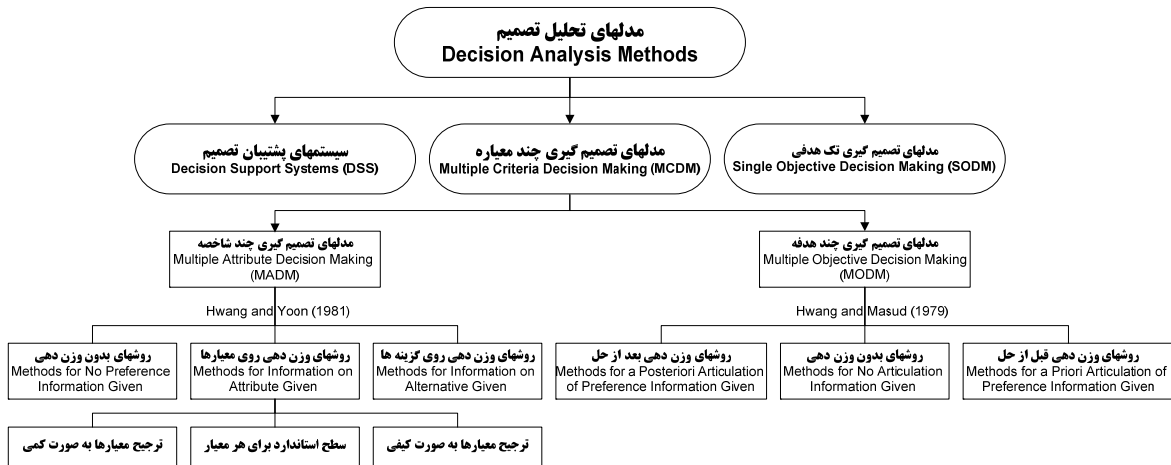 مدلهای تحلیل تصمیم
Decision Analysis Methods
سیستمهای پشتیبان تصمیم
Decision Support Systems (DSS)
مدلهای تصمیم گیری چند معیاره
Multiple Criteria Decision Making (MCDM)
مدلهای تصمیم گیری تک هدفی
Single Objective Decision Making (SODM)
مدلهای تصمیم گیری چند شاخصه
Multiple Attribute Decision Making
(MADM)
مدلهای تصمیم گیری چند هدفه
Multiple Objective Decision Making
(MODM)
Hwang and Yoon (1981)
Hwang and Masud (1979)
روشهای بدون وزن دهی
Methods for No Preference
Information Given
روشهای وزن دهی روی معیارها
Methods for Information on
Attribute Given
روشهای وزن دهی روی گزینه ها
Methods for Information on
Alternative Given
روشهای وزن دهی بعد از حل
Methods for a Posteriori Articulation
of Preference Information Given
روشهای بدون وزن دهی
Methods for No Articulation
Information Given
روشهای وزن دهی قبل از حل
Methods for a Priori Articulation of
Preference Information Given
ترجیح معیارها به صورت کمی
سطح استاندارد برای هر معیار
ترجیح معیارها به صورت کیفی